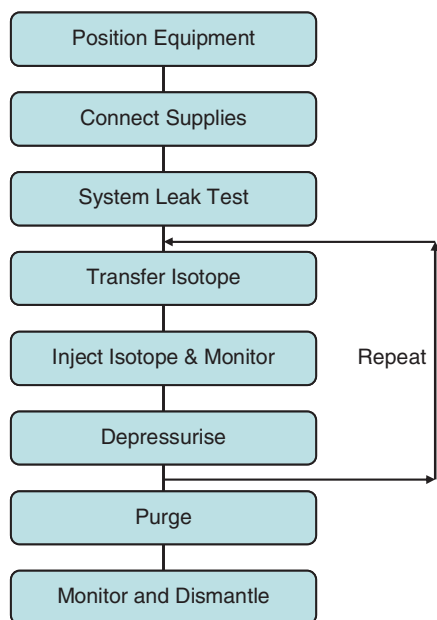 Position Equipment
Connect Supplies
System Leak Test
Transfer Isotope
Inject Isotope & Monitor
Repeat
Depressurise
Purge
Monitor and Dismantle